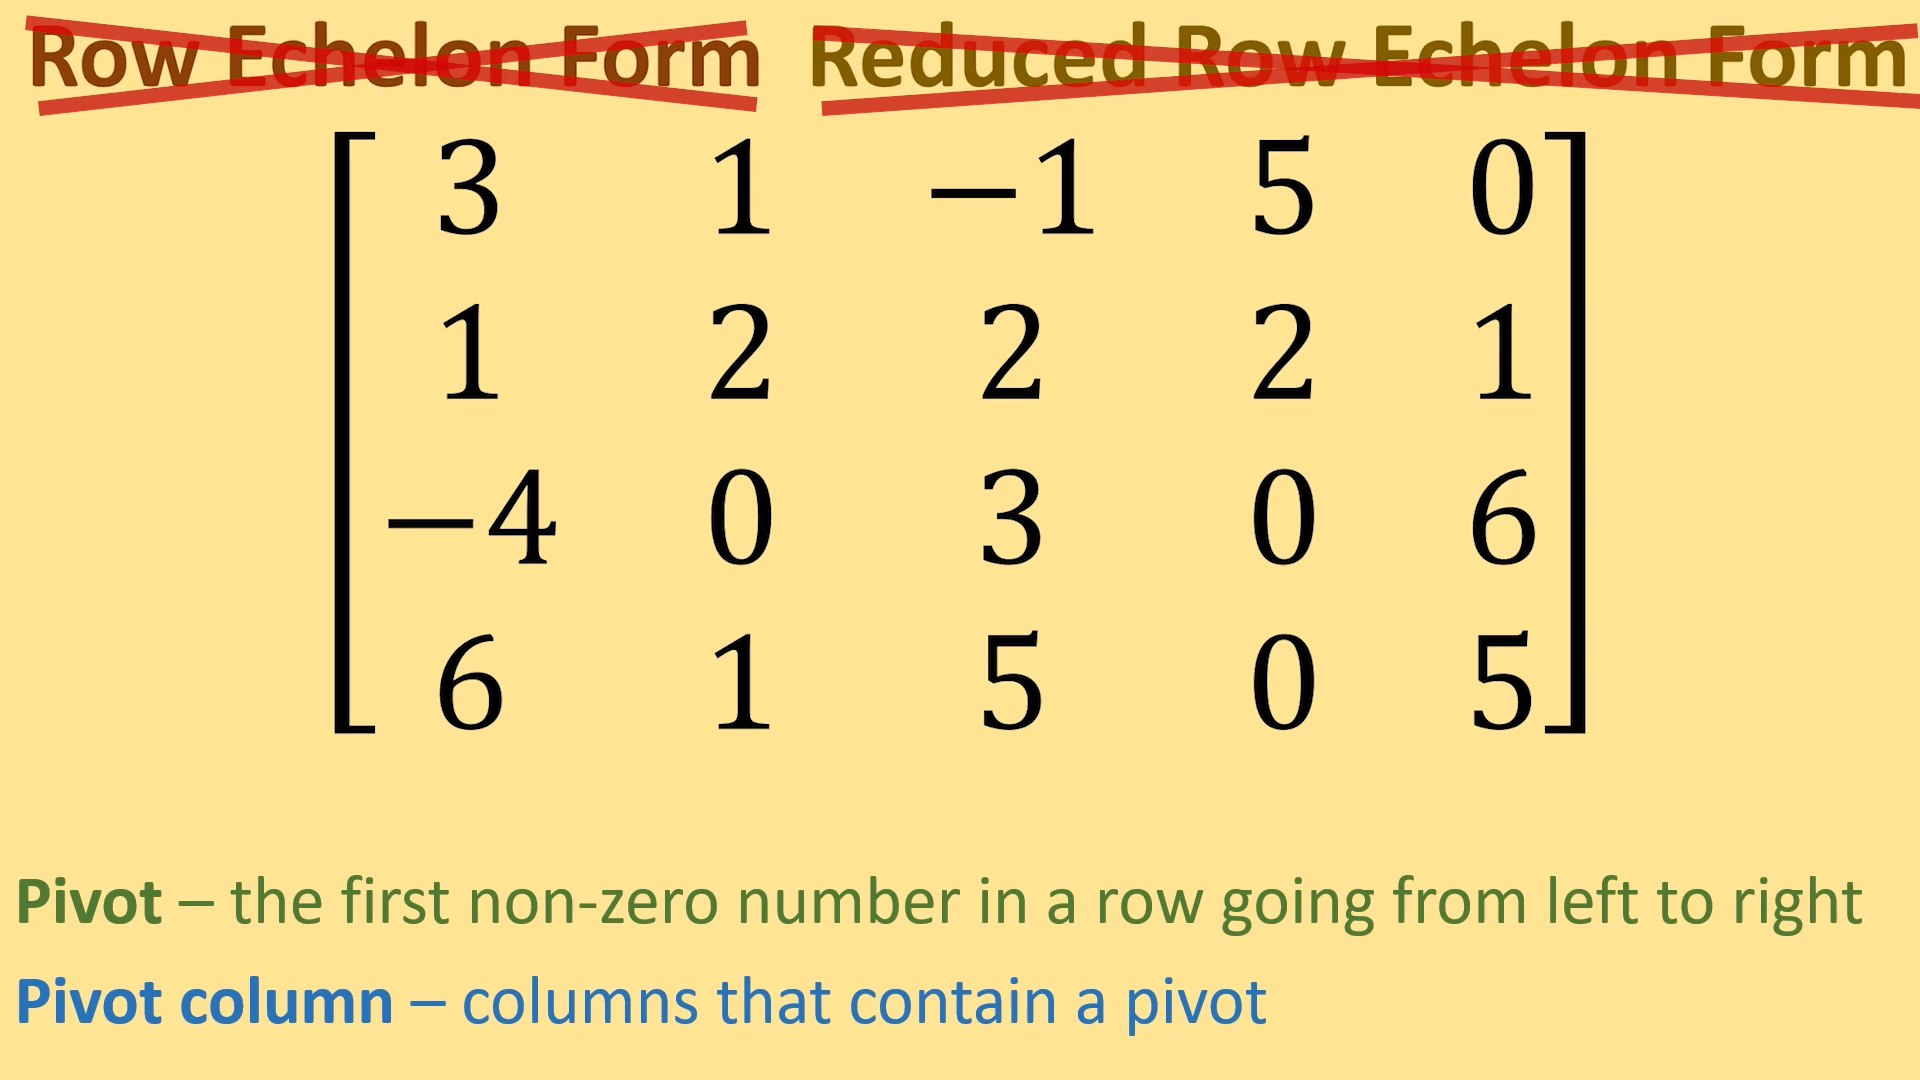 Row Echelon Form Reduced Row Echelon Form
3 1 −1 5 0
1 2 2 2 1
−4 0 3 0 6
6 1 5 0 5
Pivot – the first non-zero number in a row going from left to right
Pivot column – columns that contain a pivot